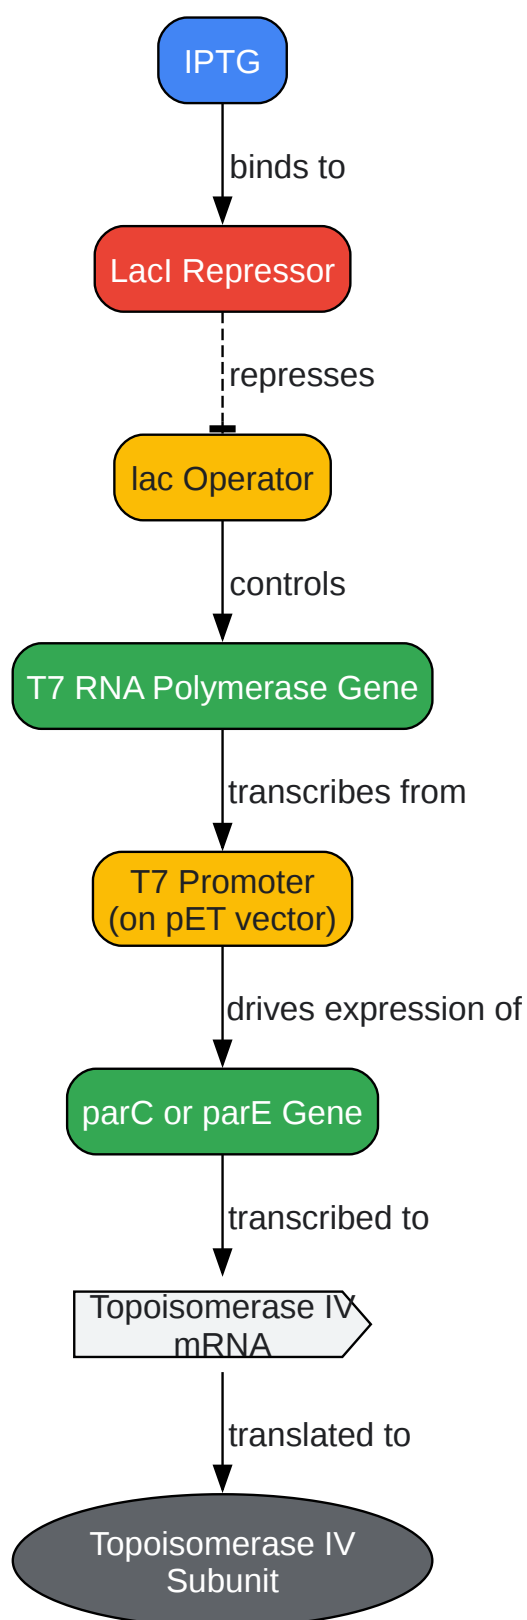 IPTG
binds to
LacI Repressor
represses
lac Operator
controls
T7 RNA Polymerase Gene
transcribes from
T7 Promoter
(on pET vector)
drives expression of
parC or parE Gene
transcribed to
Topoisomerase IV
mRNA
translated to
Topoisomerase IV
Subunit